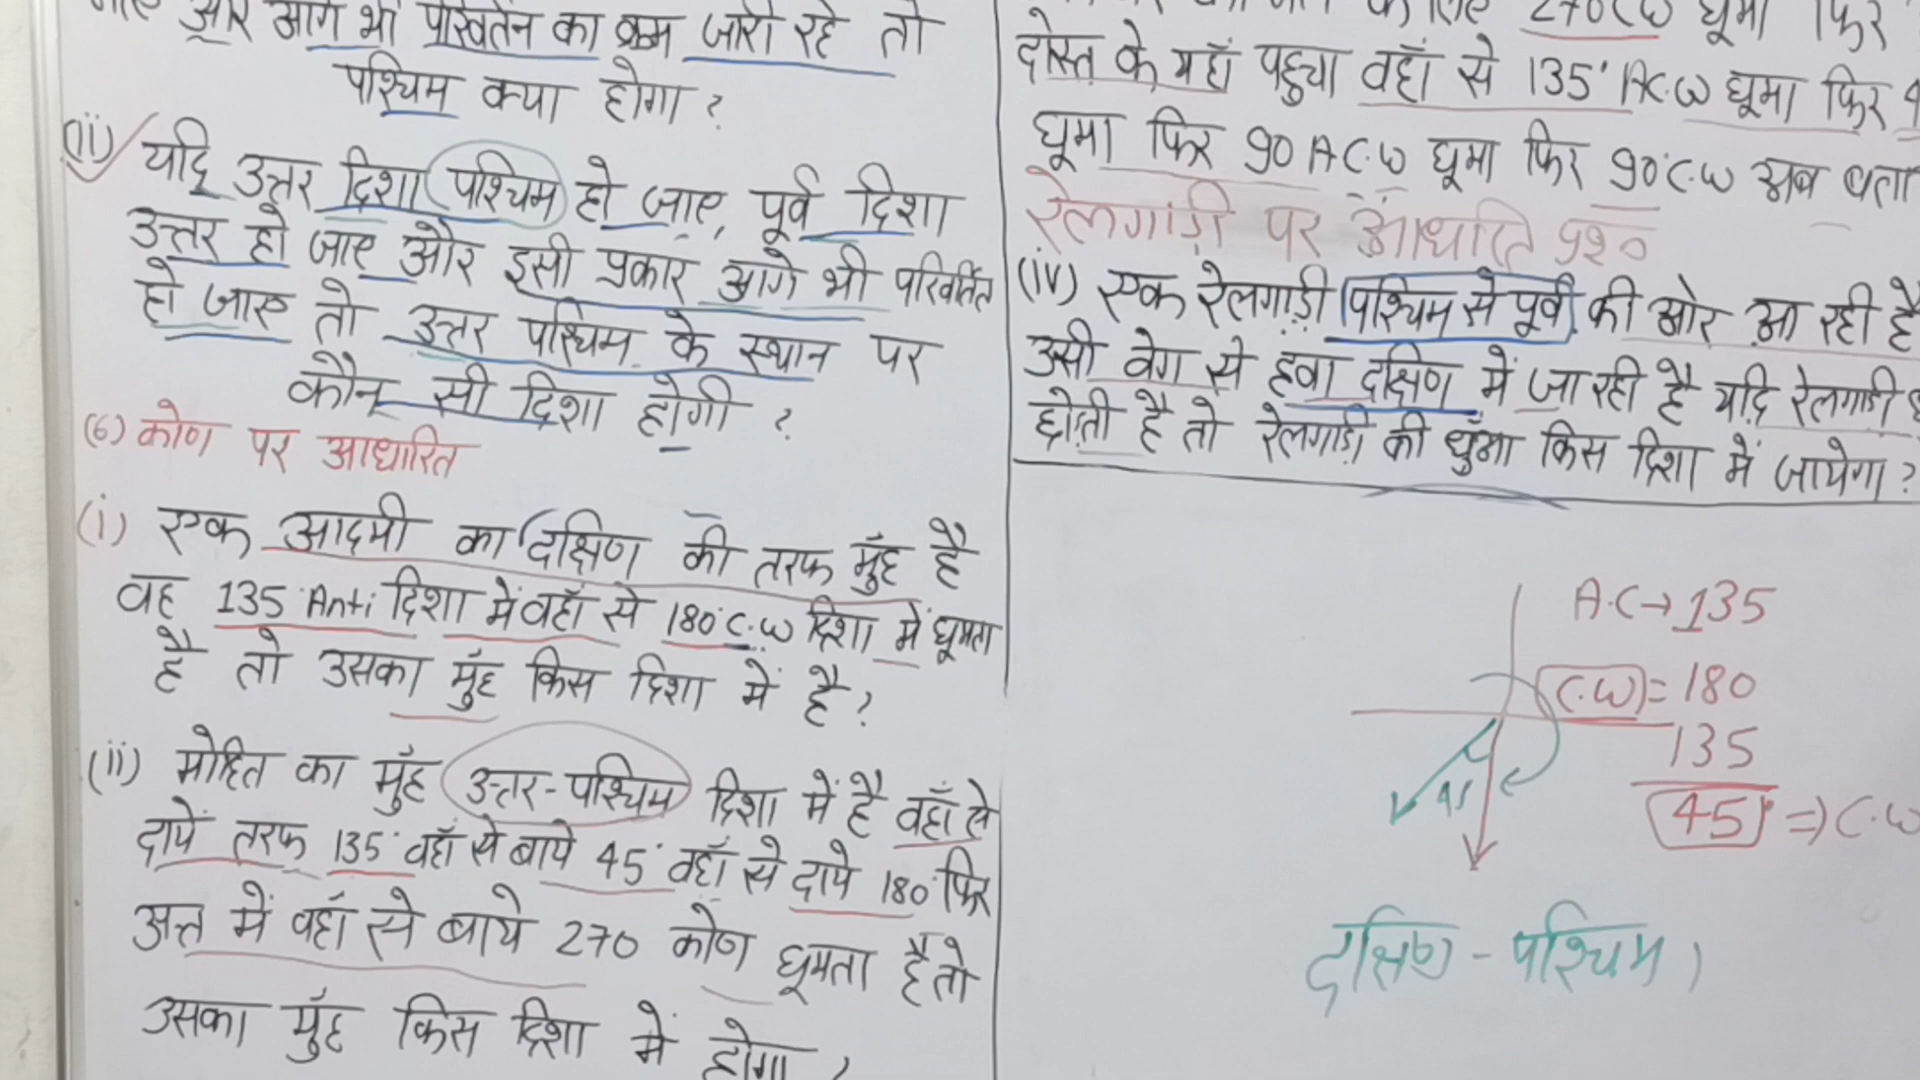 और आगे भी परिवर्तन का क्रम जारी रहे तो
पश्चिम क्या होगा ?
(ii) यदि उत्तर दिशा पश्चिम हो जाए, पूर्व दिशा
उत्तर हो जाए और इसी प्रकार आगे भी परिवर्तित
हो जाए तो उत्तर पश्चिम के स्थान पर
कौन सी दिशा होगी ?
(6) कोण पर आधारित
(i) एक आदमी का दक्षिण की तरफ मुँह है
वह 135° Anti दिशा में वहाँ से 180° C.W दिशा में घूमता
है तो उसका मुँह किस दिशा में है?
(ii) मोहित का मुँह उत्तर-पश्चिम दिशा में है वहाँ से
दायें तरफ 135° वहाँ से बाये 45° वहाँ से दाये 180° फिर
अन्त में वहाँ से बाये 270 कोण घूमता है तो
उसका मुँह किस दिशा में होगा ?
के लिए 270 CW घूमा फिर
दोस्त के यहाँ पहुचा वहाँ से 135° A.C.W घूमा फिर
घूमा फिर 90 A.C.W घूमा फिर 90° C.W अब बता
रेलगाड़ी पर आधारित प्रश्न
(iv) एक रेलगाड़ी पश्चिम से पूर्व की ओर आ रही है
उसी वेग से हवा दक्षिण में जा रही है यदि रेलगाड़ी
छोती है तो रेलगाड़ी की धुँआ किस दिशा में जायेगा ?
A.C→135
C.W = 180
135
45 ⇒ C.W
45
दक्षिण - पश्चिम।